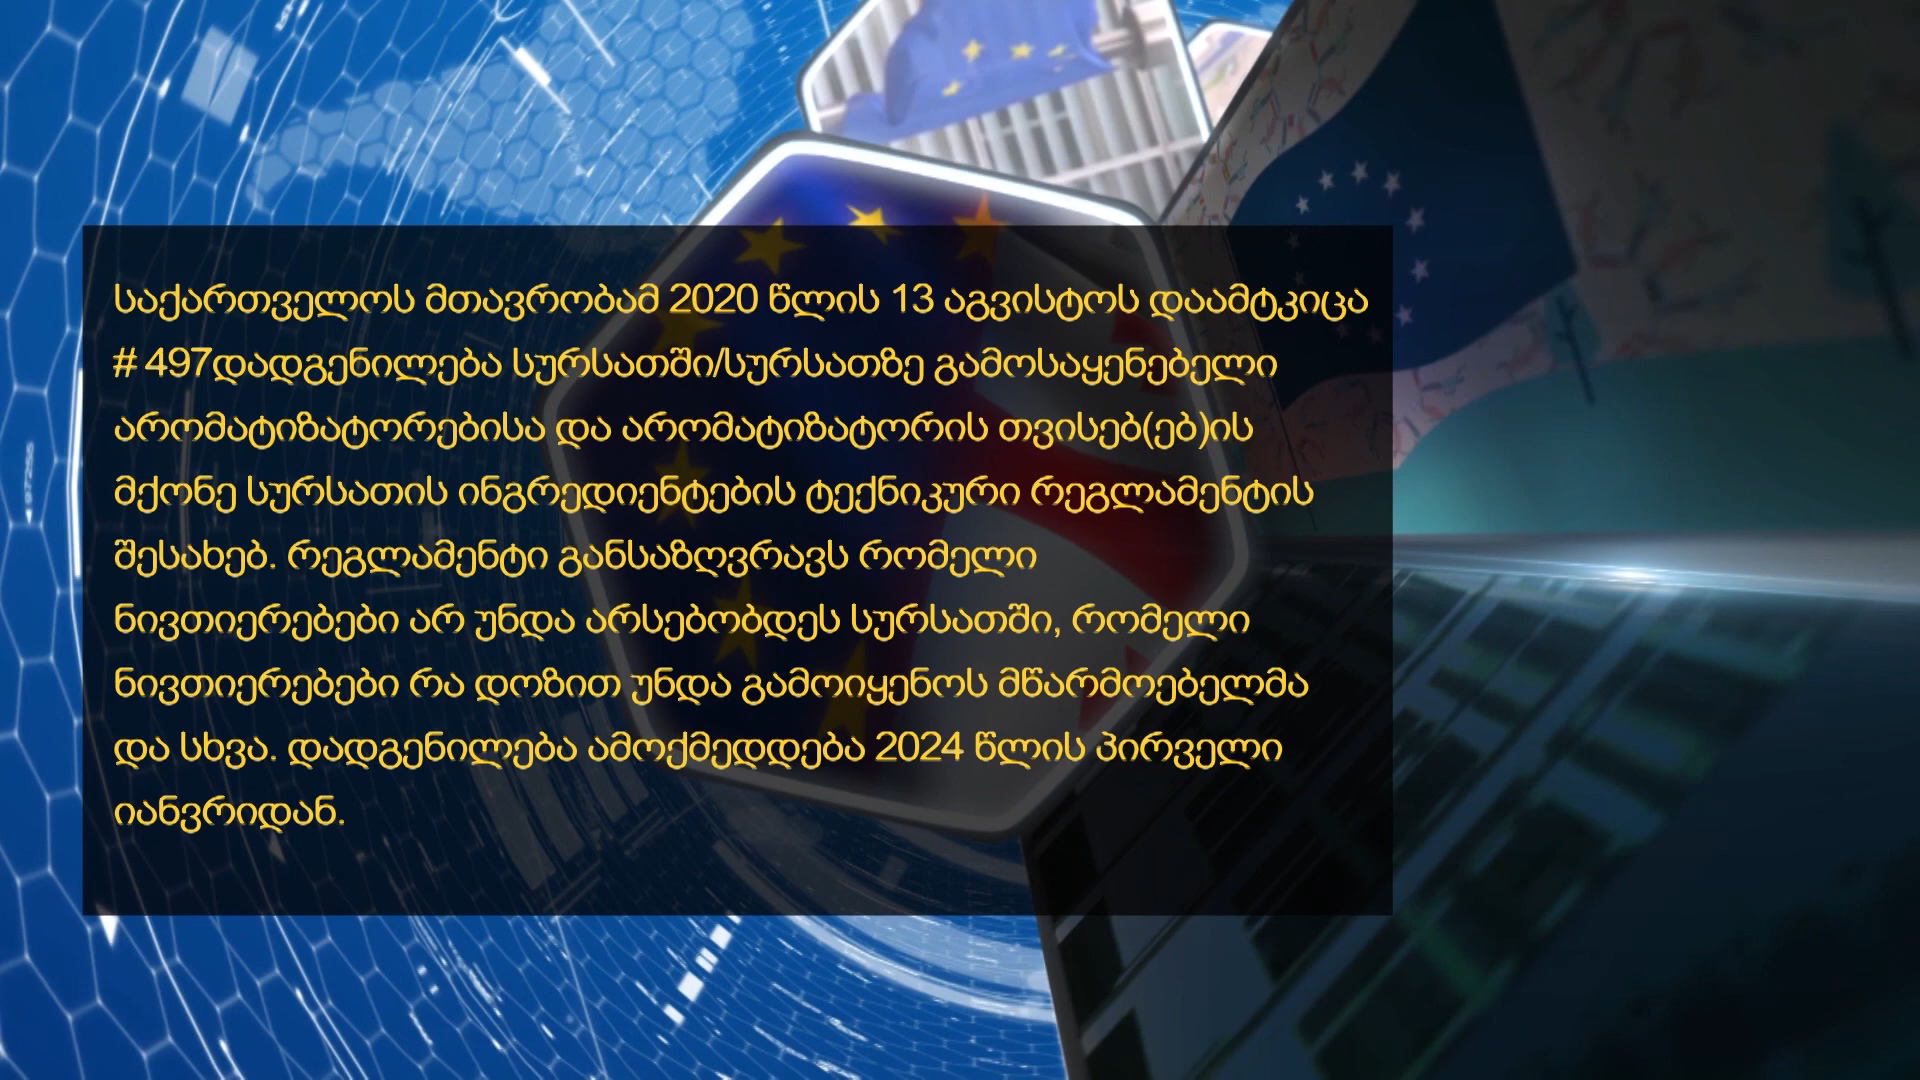 საქართველოს მთავრობამ 2020 წლის 13 აგვისტოს დაამტკიცა
# 497დადგენილება სურსათში/სურსათზე გამოსაყენებელი
არომატიზატორებისა და არომატიზატორის თვისებ(ებ)ის
მქონე სურსათის ინგრედიენტების ტექნიკური რეგლამენტის
შესახებ. რეგლამენტი განსაზღვრავს რომელი
ნივთიერებები არ უნდა არსებობდეს სურსათში, რომელი
ნივთიერებები რა დოზით უნდა გამოიყენოს მწარმოებელმა
და სხვა. დადგენილება ამოქმედდება 2024 წლის პირველი
იანვრიდან.